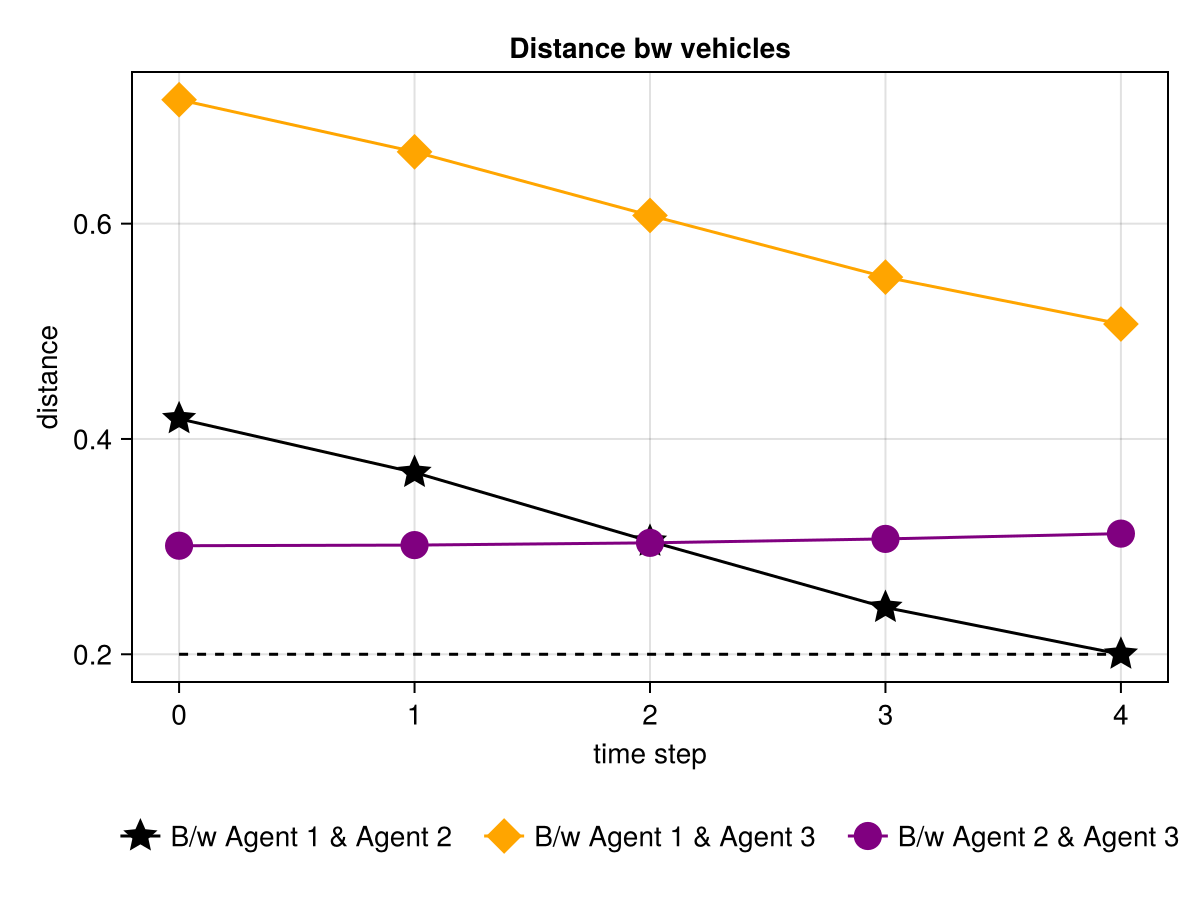 Distance bw vehicles
distance
0.6
0.4
0.2
0 1 2 3 4
time step
B/w Agent 1 & Agent 2 B/w Agent 1 & Agent 3 B/w Agent 2 & Agent 3